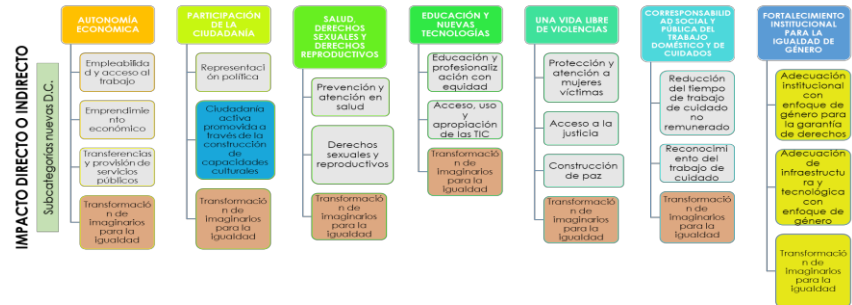 IMPACTO DIRECTO O INDIRECTO
Subcategorías nuevas D.C.
AUTONOMÍA
ECONÓMICA
Empleabilida
d y acceso al
trabajo
Emprendimie
nto
económico
Transferencias
y provisión de
servicios
públicos
Transformació
n de
imaginarios
para la
igualdad
PARTICIPACIÓN
DE LA
CIUDADANÍA
Representaci
ón política
Ciudadanía
activa
promovida a
través de la
construcción
de
capacidades
culturales
Transformació
n de
imaginarios
para la
igualdad
SALUD,
DERECHOS
SEXUALES Y
DERECHOS
REPRODUCTIVOS
Prevención y
atención en
salud
Derechos
sexuales y
reproductivos
Transformació
n de
imaginarios
para la
igualdad
EDUCACIÓN Y
NUEVAS
TECNOLOGÍAS
Educación y
profesionaliz
ación con
equidad
Acceso, uso
y
apropiación
de las TIC
Transformació
n de
imaginarios
para la
igualdad
UNA VIDA LIBRE
DE VIOLENCIAS
Protección y
atención a
mujeres
víctimas
Acceso a la
justicia
Construcción
de paz
Transformació
n de
imaginarios
para la
igualdad
CORRESPONSABILID
AD SOCIAL Y
PÚBLICA DEL
TRABAJO
DOMÉSTICO Y DE
CUIDADOS
Reducción
del tiempo
de trabajo
de cuidado
no
remunerado
Reconocimi
ento del
trabajo de
cuidado
Transformació
n de
imaginarios
para la
igualdad
FORTALECIMIENTO
INSTITUCIONAL
PARA LA
IGUALDAD DE
GÉNERO
Adecuación
institucional
con
enfoque de
género para
la garantía
de derechos
Adecuación
de
infraestructu
ra y
tecnológica
con
enfoque de
género
Transformació
n de
imaginarios
para la
igualdad